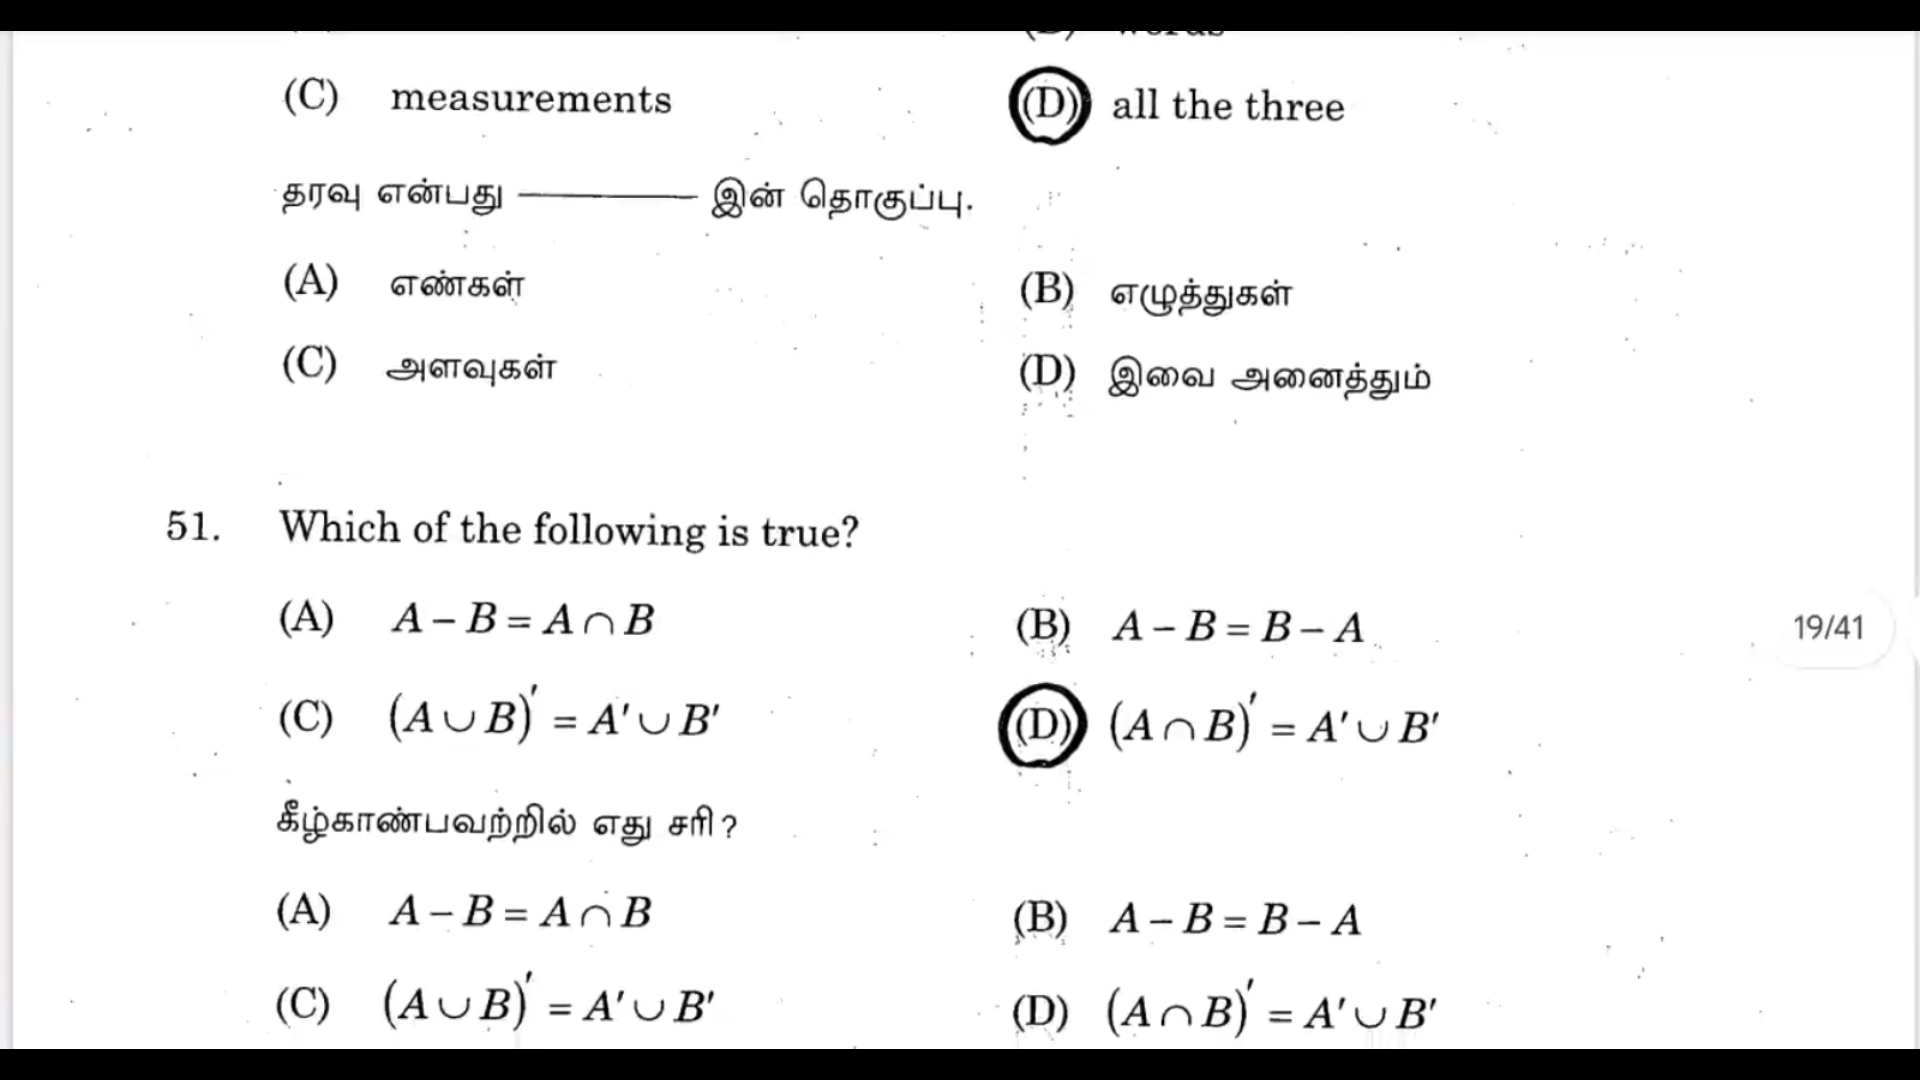 (C) measurements (D) all the three
தரவு என்பது ———— இன் தொகுப்பு.
(A) எண்கள் (B) எழுத்துகள்
(C) அளவுகள் (D) இவை அனைத்தும்
51. Which of the following is true?
(A) A – B = A ∩ B (B) A – B = B – A
(C) (A ∪ B)′ = A′ ∪ B′ (D) (A ∩ B)′ = A′ ∪ B′
19/41
கீழ்காண்பவற்றில் எது சரி?
(A) A – B = A ∩ B (B) A – B = B – A
(C) (A ∪ B)′ = A′ ∪ B′ (D) (A ∩ B)′ = A′ ∪ B′